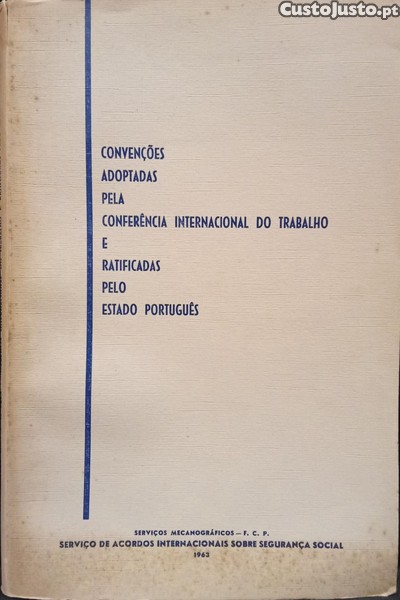 CustoJusto.pt
CONVENÇÕES
ADOPTADAS
PELA
CONFERÊNCIA INTERNACIONAL DO TRABALHO
E
RATIFICADAS
PELO
ESTADO PORTUGUÊS
SERVIÇOS MECANOGRÁFICOS — F. C. P.
SERVIÇO DE ACORDOS INTERNACIONAIS SOBRE SEGURANÇA SOCIAL
1963